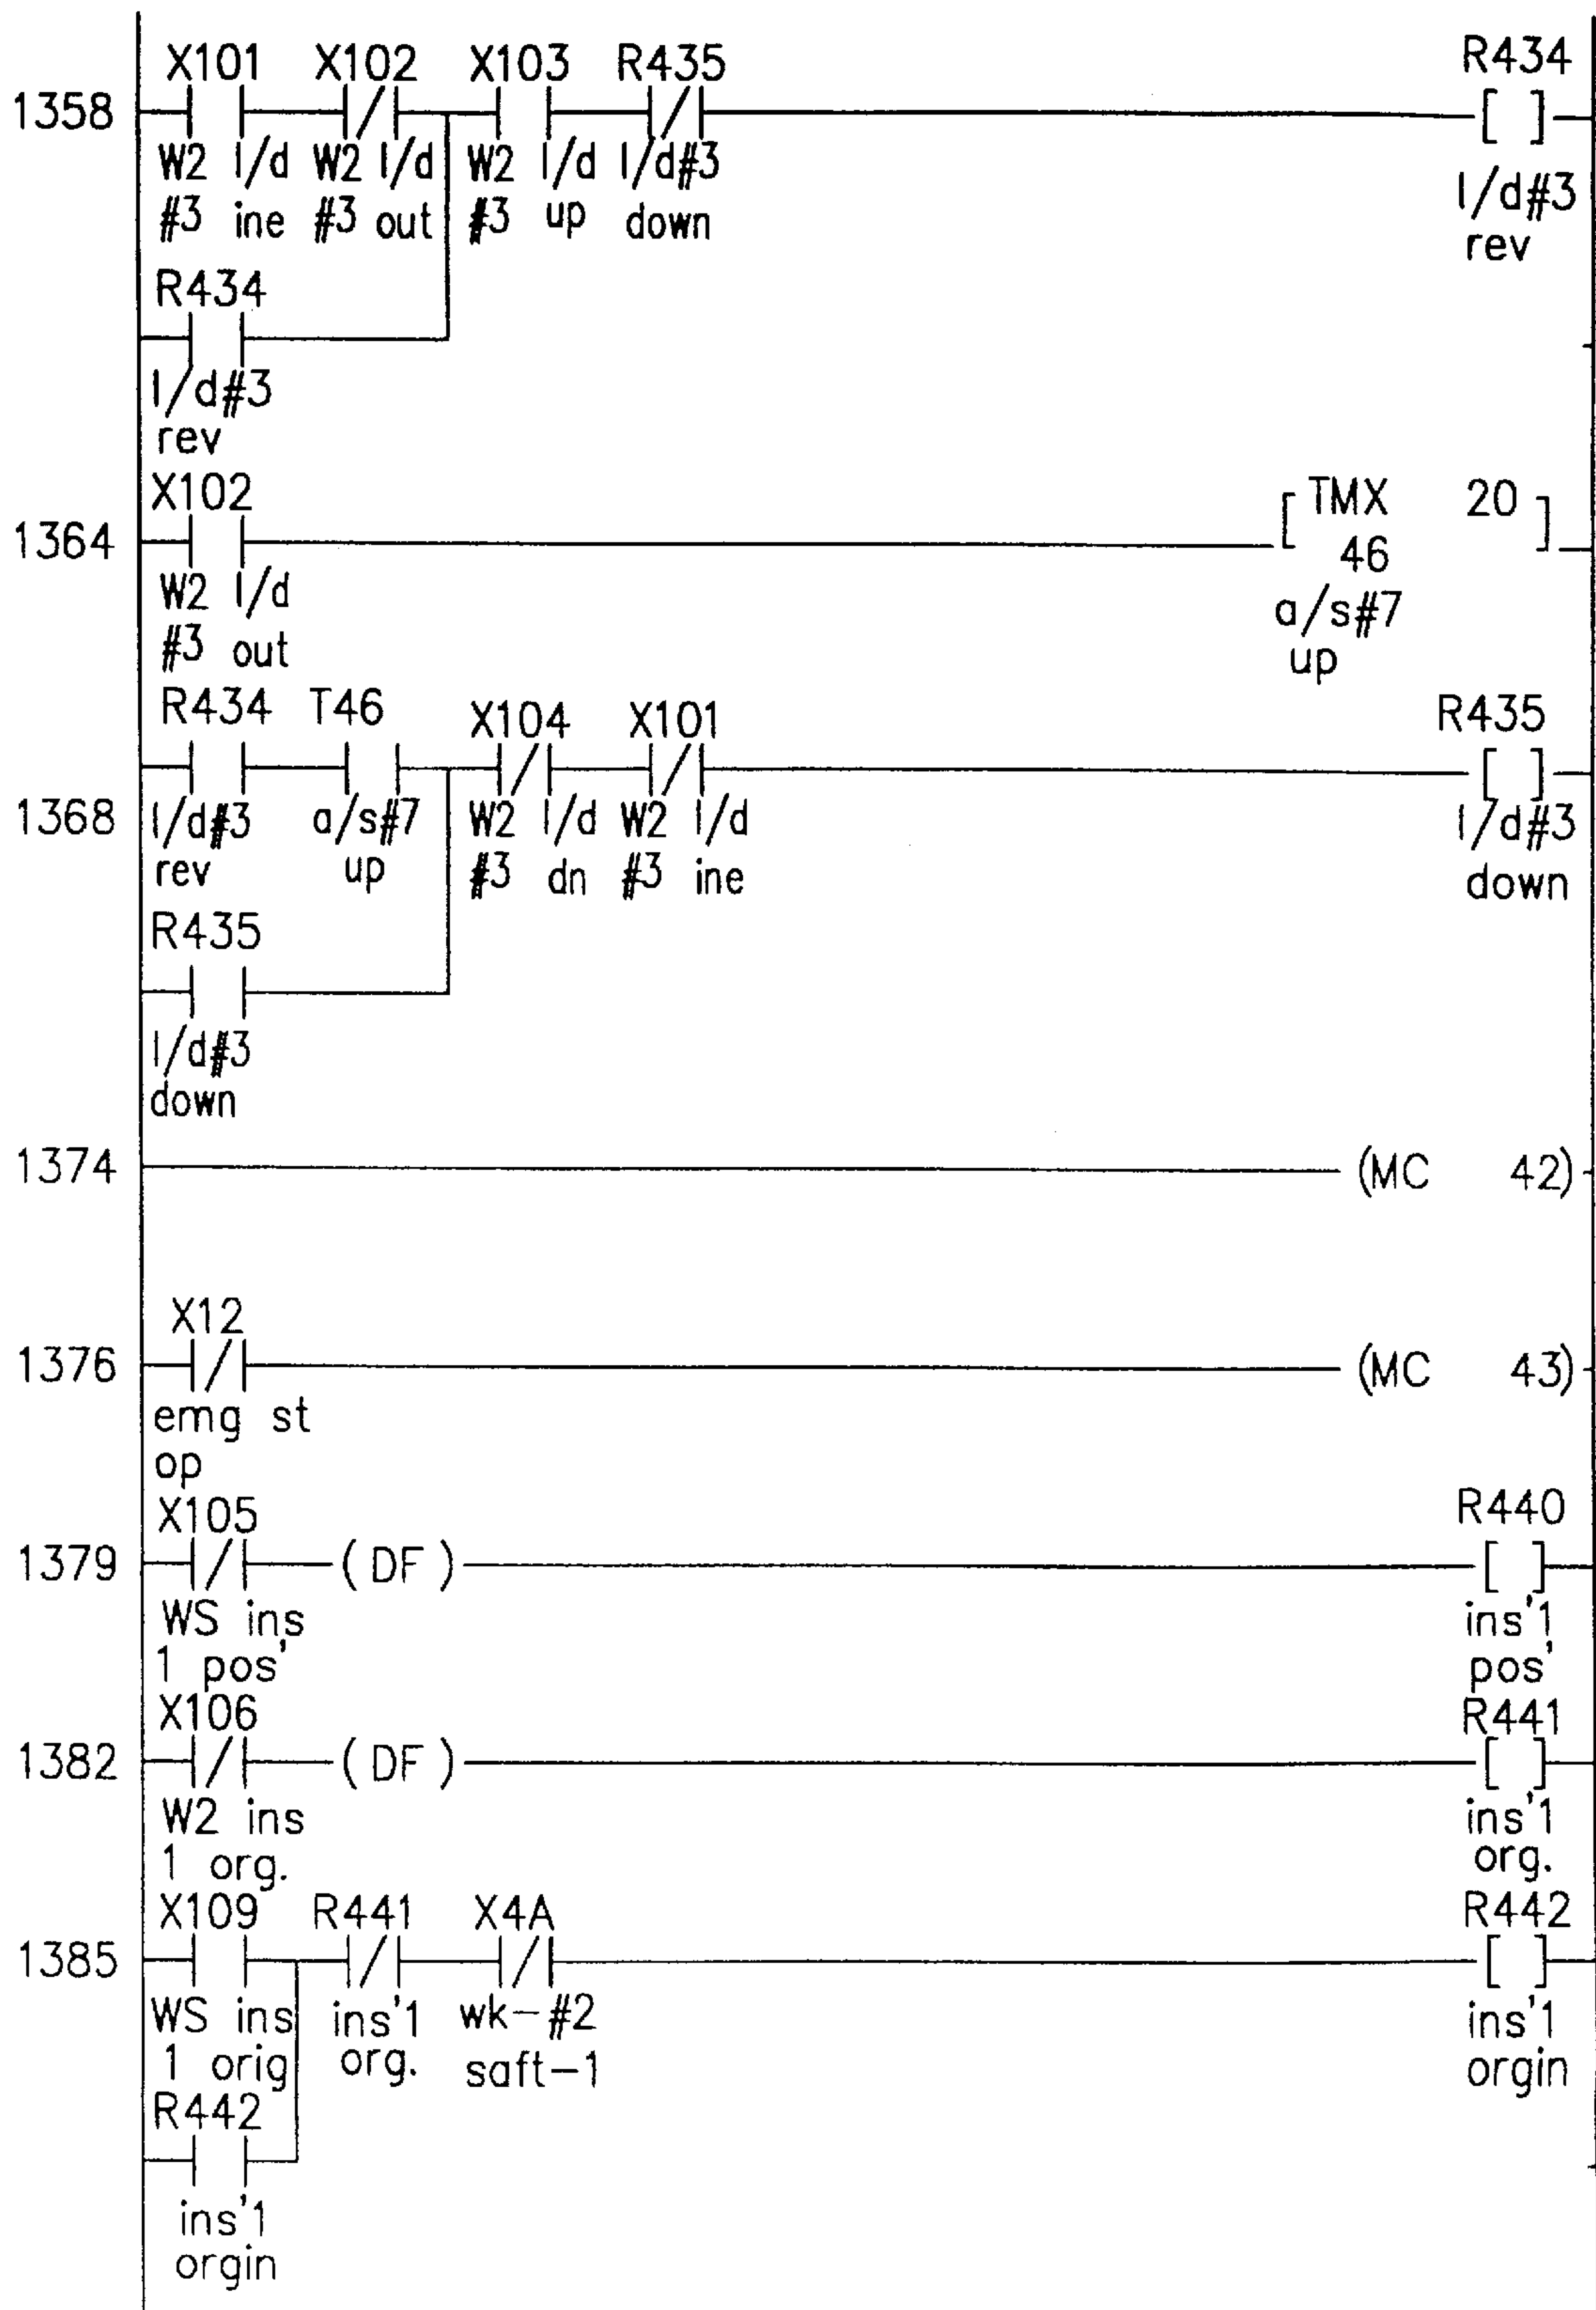 X101 X102 X103 R435 R434
1358 [ ]
W2 l/d W2 l/d W2 l/d l/d#3 l/d#3
#3 ine #3 out #3 up down rev
R434
l/d#3
rev
X102
1364 [ TMX 20 ]
46
W2 l/d a/s#7
#3 out up
R434 T46 X104 X101 R435
[ ]
1368 l/d#3 a/s#7 W2 l/d W2 l/d l/d#3
rev up #3 dn #3 ine down
R435
l/d#3
down
1374 (MC 42)
X12
1376 (MC 43)
emg st
op
X105 R440
1379 ( DF ) [ ]
WS ins ins'1
1 pos' pos'
X106 R441
1382 ( DF ) [ ]
W2 ins ins'1
1 org. org.
X109 R441 X4A R442
1385 [ ]
WS ins ins'1 wk-#2 ins'1
1 orig org. saft-1 orgin
R442
ins'1
orgin